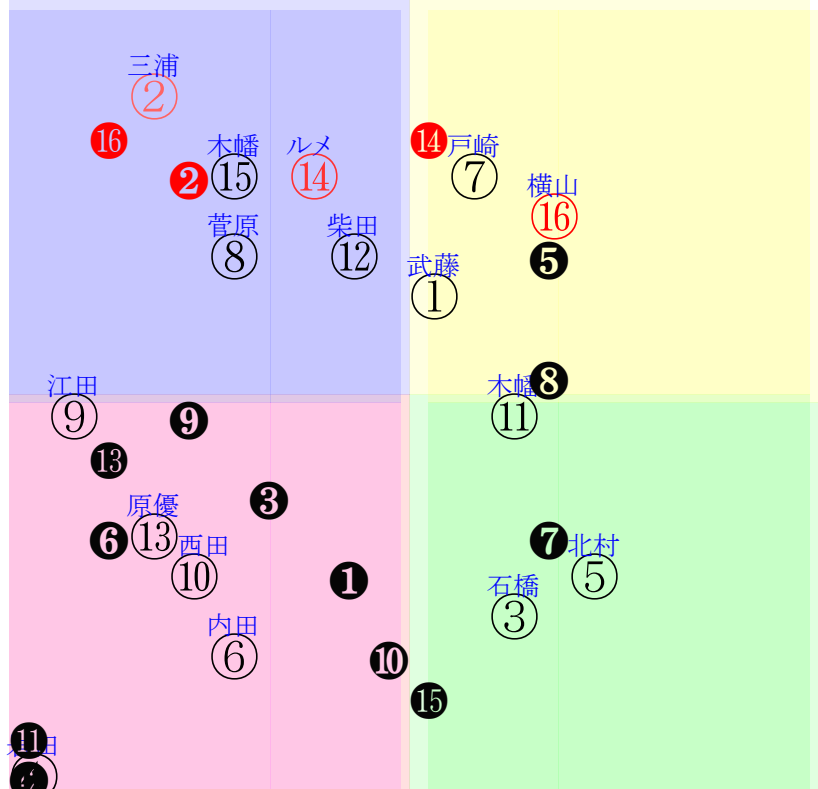 三浦
②
⓰
木幡
ルメ
⓮
戸崎
❷
⑮
⑭
⑦
横山
⑯
菅原
柴田
❺
⑧
⑫
武藤
①
江田
木幡
❽
⑨
❾
⑪
⓭
❸
原優
❻
⑬
西田
❼
北村
⑩
❶
⑤
石橋
③
内田
⑥
❿
⓯
⓫
田